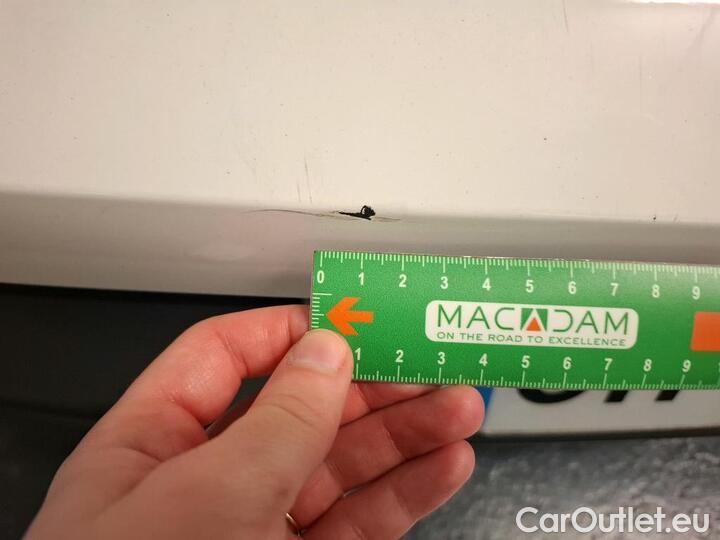 0 1 2 3 4 5 6 7 8 9
MACADAM
ON THE ROAD TO EXCELLENCE
1 2 3 4 5 6 7 8 9
CarOutlet.eu